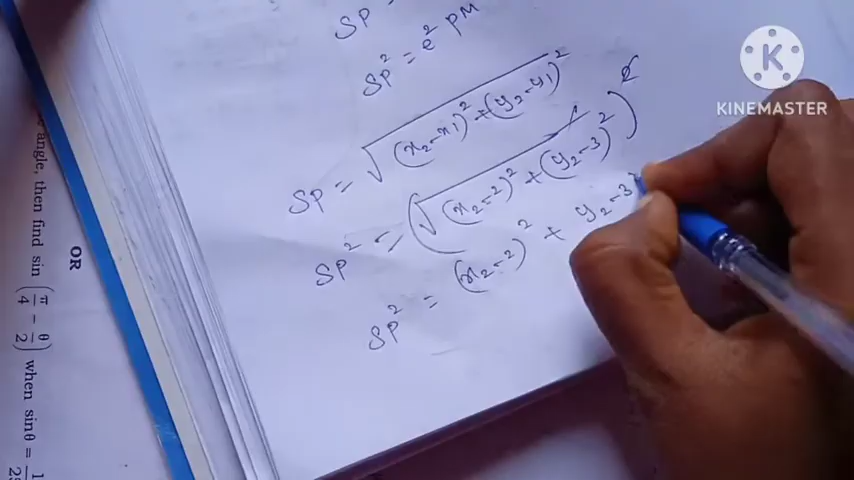 SP =
SP² = e² PM
SP = √(x₂-x₁)²+(y₂-y₁)²
SP² = (√(x₂-2)²+(y₂-3)²)²
SP² = (x₂-2)² + y₂-3
angle, then find sin
OR
(π/4 - θ/2) when sinθ =
K
KINEMASTER